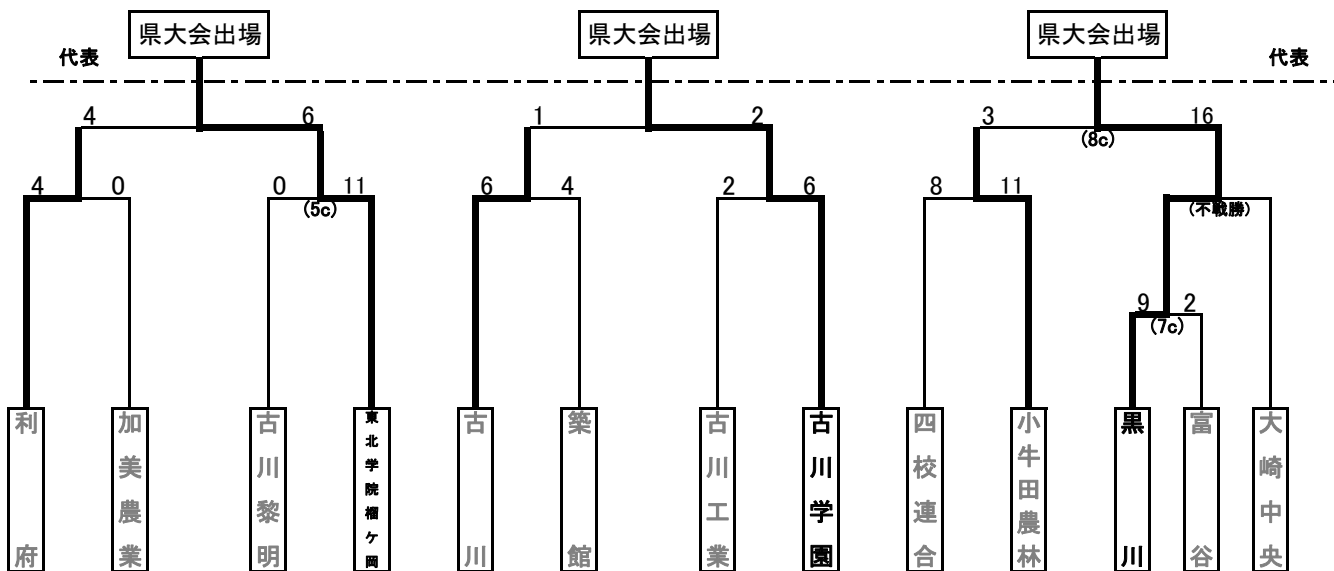 県大会出場
県大会出場
県大会出場
代表
代表
4
6
1
2
3
16
(8c)
4
0
0
11
6
4
2
6
8
11
(5c)
(不戦勝)
9
2
(7c)
利府
加美農業
古川黎明
東北学院榴ケ岡
古川
築館
古川工業
古川学園
四校連合
小牛田農林
黒川
富谷
大崎中央